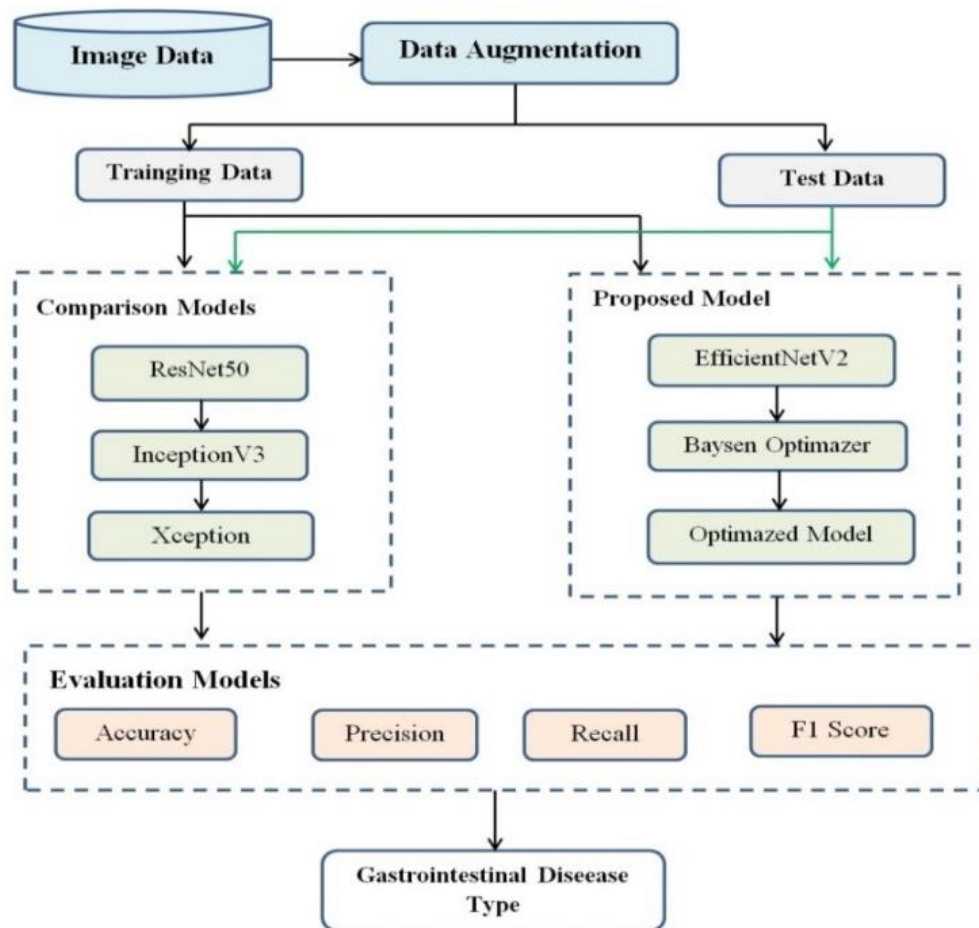 Image Data
Data Augmentation
Trainging Data
Test Data
Comparison Models
ResNet50
InceptionV3
Xception
Proposed Model
EfficientNetV2
Baysen Optimazer
Optimazed Model
Evaluation Models
Accuracy
Precision
Recall
F1 Score
Gastrointestinal Diseease
Type